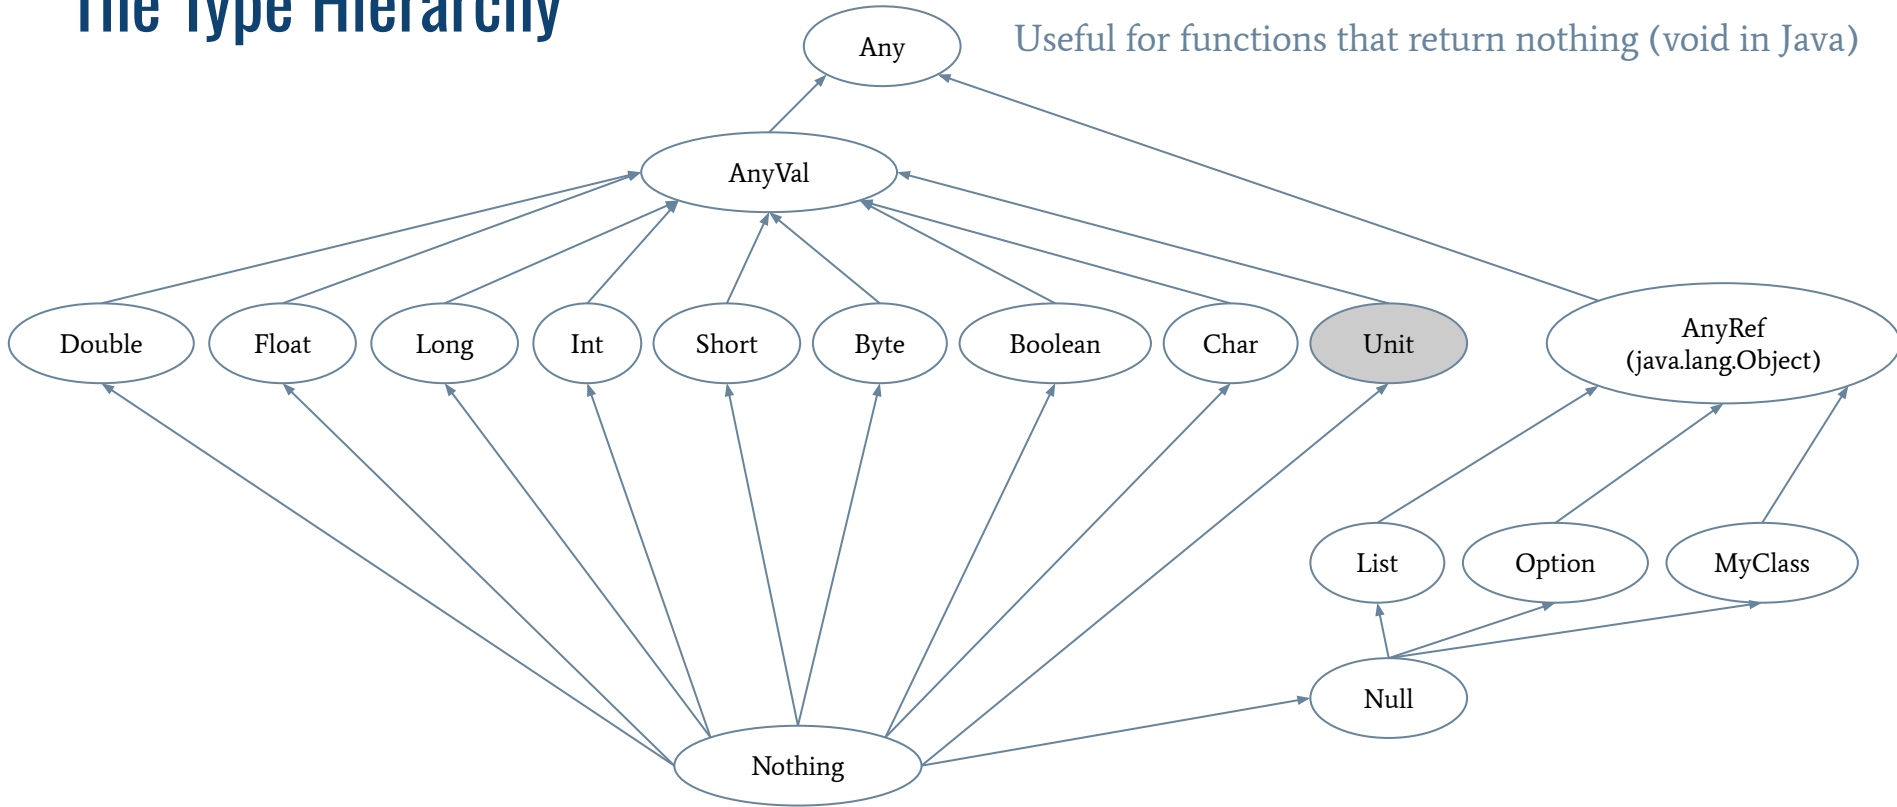 The Type Hierarchy
Useful for functions that return nothing (void in Java)
Any
AnyVal
Double
Float
Long
Int
Short
Byte
Boolean
Char
Unit
AnyRef
(java.lang.Object)
List
Option
MyClass
Null
Nothing